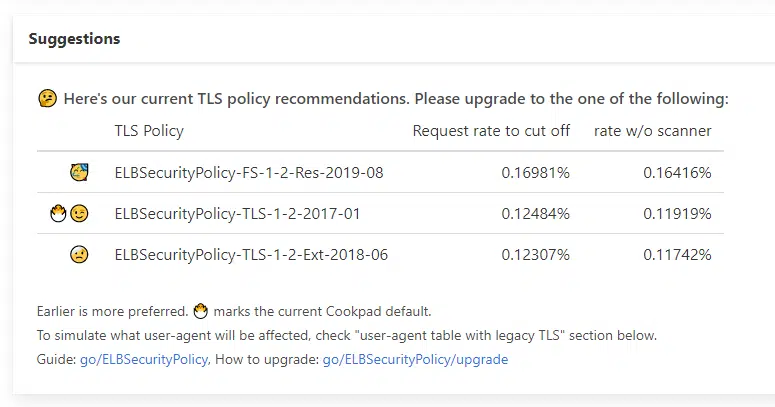 Suggestions
Here's our current TLS policy recommendations. Please upgrade to the one of the following:
TLS Policy Request rate to cut off rate w/o scanner
ELBSecurityPolicy-FS-1-2-Res-2019-08 0.16981% 0.16416%
ELBSecurityPolicy-TLS-1-2-2017-01 0.12484% 0.11919%
ELBSecurityPolicy-TLS-1-2-Ext-2018-06 0.12307% 0.11742%
Earlier is more preferred. marks the current Cookpad default.
To simulate what user-agent will be affected, check "user-agent table with legacy TLS" section below.
Guide: go/ELBSecurityPolicy, How to upgrade: go/ELBSecurityPolicy/upgrade